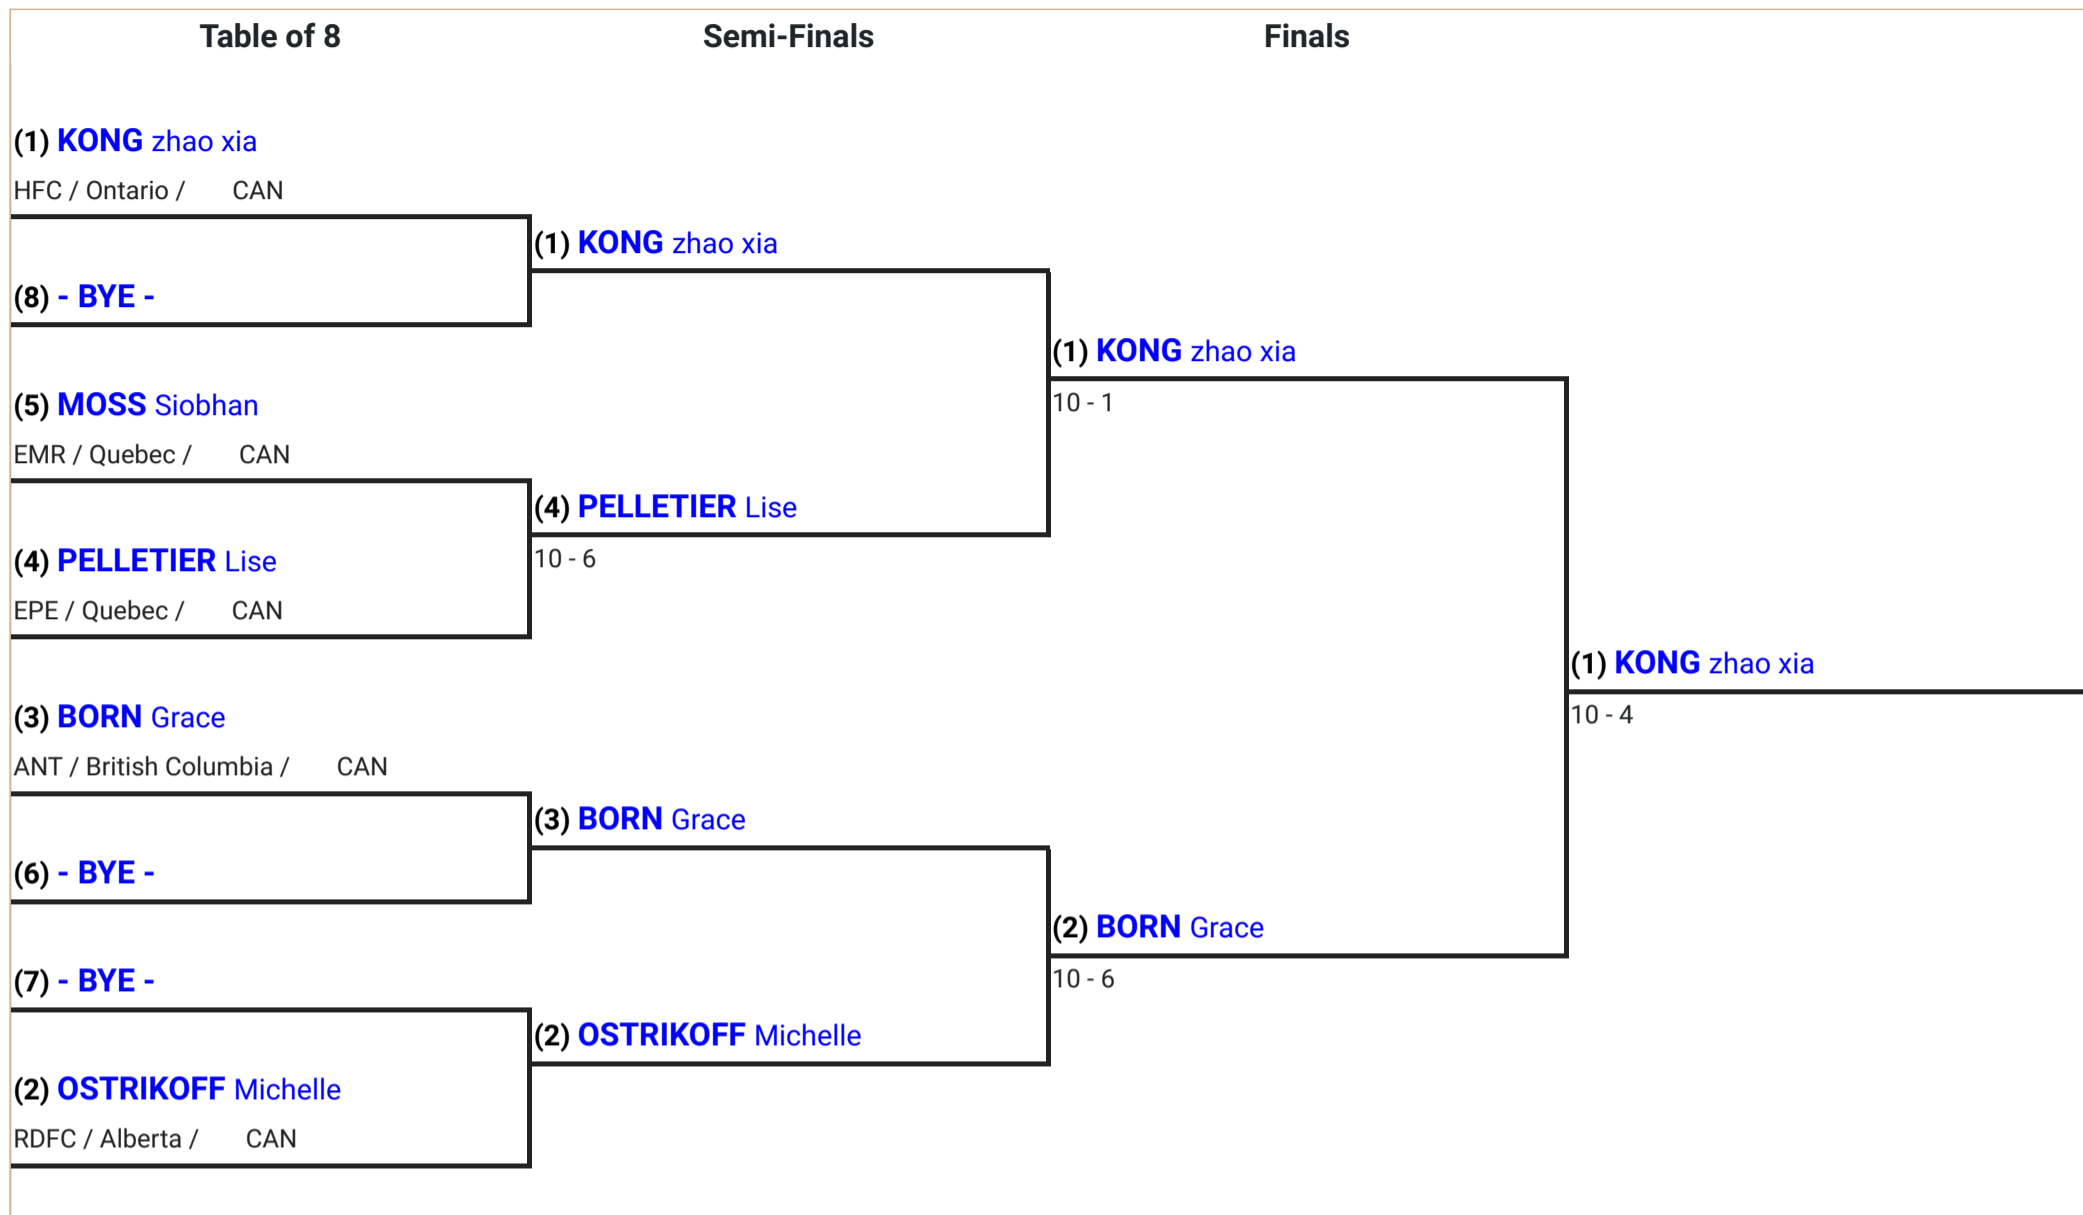 Table of 8
Semi-Finals
Finals
(1) KONG zhao xia
HFC / Ontario / CAN
(8) - BYE -
(5) MOSS Siobhan
EMR / Quebec / CAN
(4) PELLETIER Lise
EPE / Quebec / CAN
(3) BORN Grace
ANT / British Columbia / CAN
(6) - BYE -
(7) - BYE -
(2) OSTRIKOFF Michelle
RDFC / Alberta / CAN
(1) KONG zhao xia
(4) PELLETIER Lise
10 - 6
(3) BORN Grace
(2) OSTRIKOFF Michelle
(1) KONG zhao xia
10 - 1
(2) BORN Grace
10 - 6
(1) KONG zhao xia
10 - 4